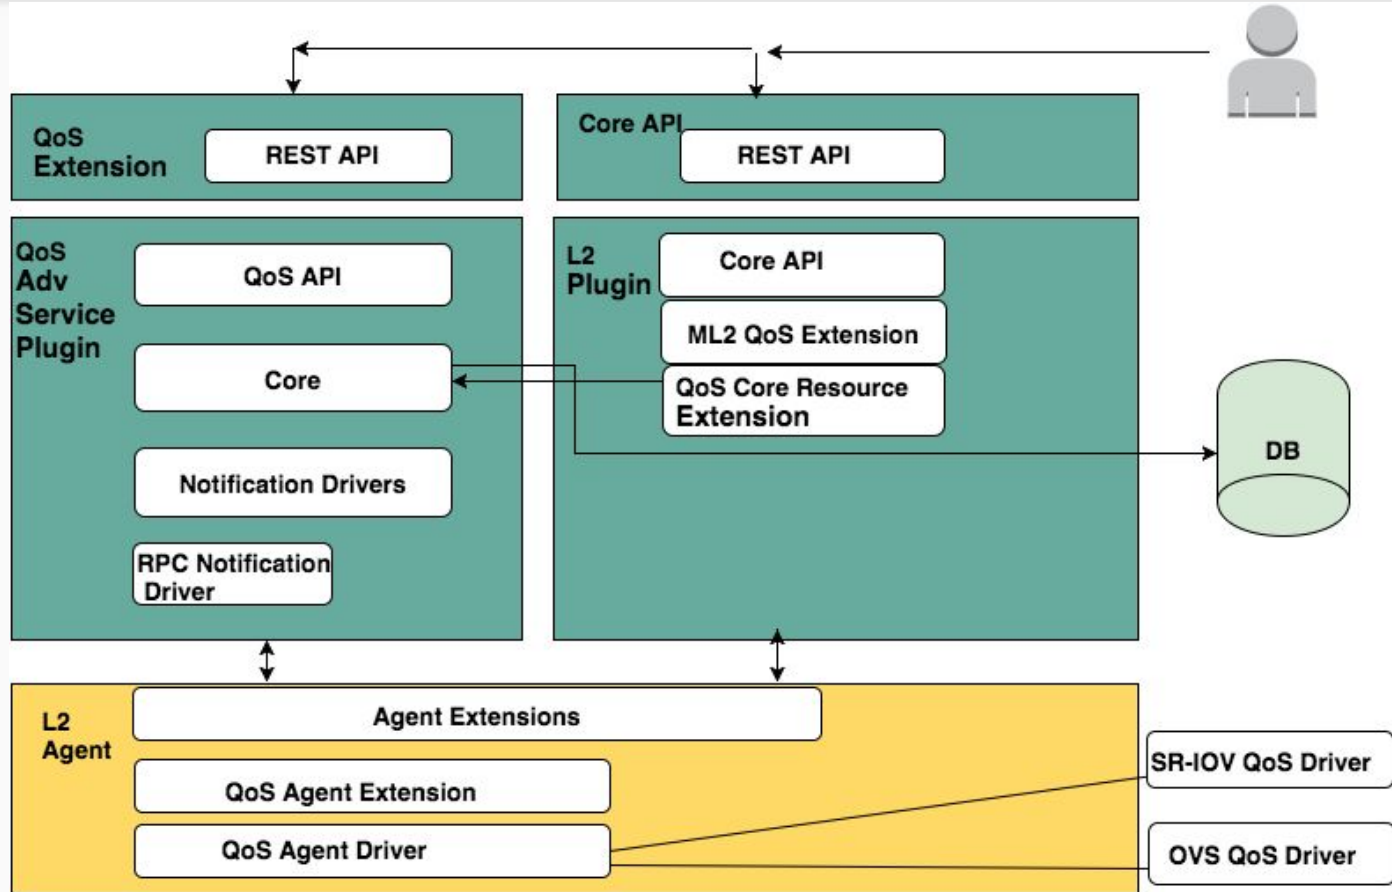 QoS
Extension
REST API
Core API
REST API
QoS
Adv
Service
Plugin
QoS API
Core
Notification Drivers
RPC Notification
Driver
L2
Plugin
Core API
ML2 QoS Extension
QoS Core Resource
Extension
DB
L2
Agent
Agent Extensions
QoS Agent Extension
QoS Agent Driver
SR-IOV QoS Driver
OVS QoS Driver